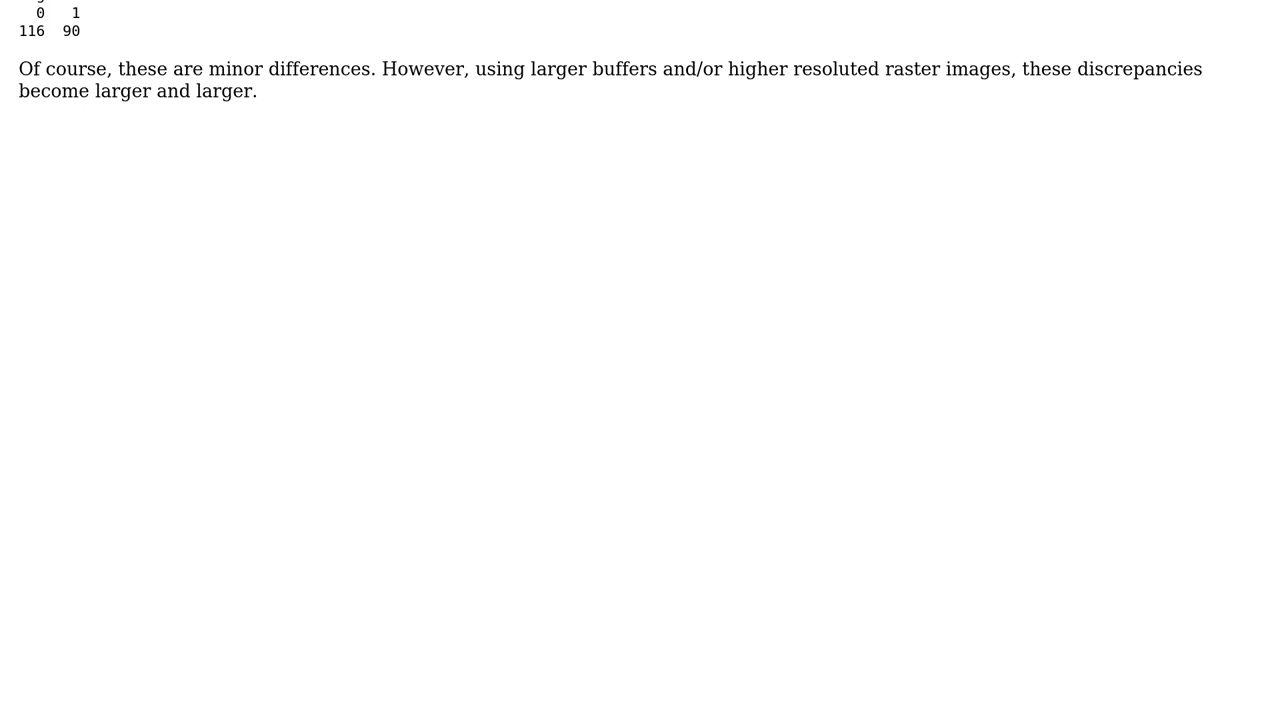 0 1
116 90
Of course, these are minor differences. However, using larger buffers and/or higher resoluted raster images, these discrepancies
become larger and larger.